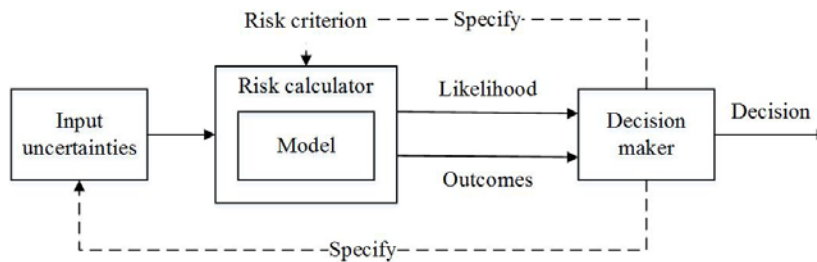 Risk criterion
Specify
Risk calculator
Likelihood
Input
uncertainties
Model
Decision
maker
Decision
Outcomes
Specify